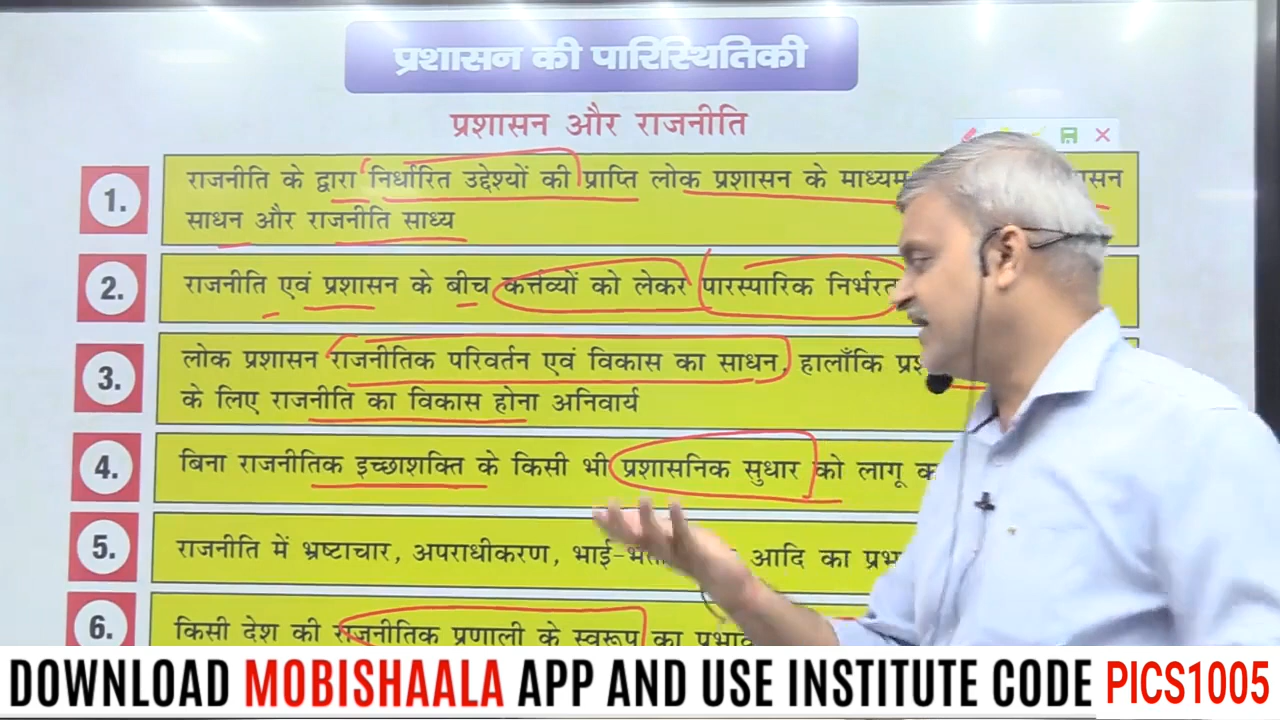 प्रशासन की पारिस्थितिकी
प्रशासन और राजनीति
1.
राजनीति के द्वारा निर्धारित उद्देश्यों की प्राप्ति लोक प्रशासन के
साधन और राजनीति साध्य
2.
राजनीति एवं प्रशासन के बीच कर्त्तव्यों को लेकर पारस्पारिक
3.
लोक प्रशासन राजनीतिक परिवर्तन एवं विकास का साधन, हालाँकि
के लिए राजनीति का विकास होना अनिवार्य
4.
बिना राजनीतिक इच्छाशक्ति के किसी भी प्रशासनिक सुधार को लागू
5.
राजनीति में भ्रष्टाचार, अपराधीकरण, आदि का
6.
किसी देश की राजनीतिक प्रणाली के स्वरूप का
DOWNLOAD MOBISHAALA APP AND USE INSTITUTE CODE PICS1005